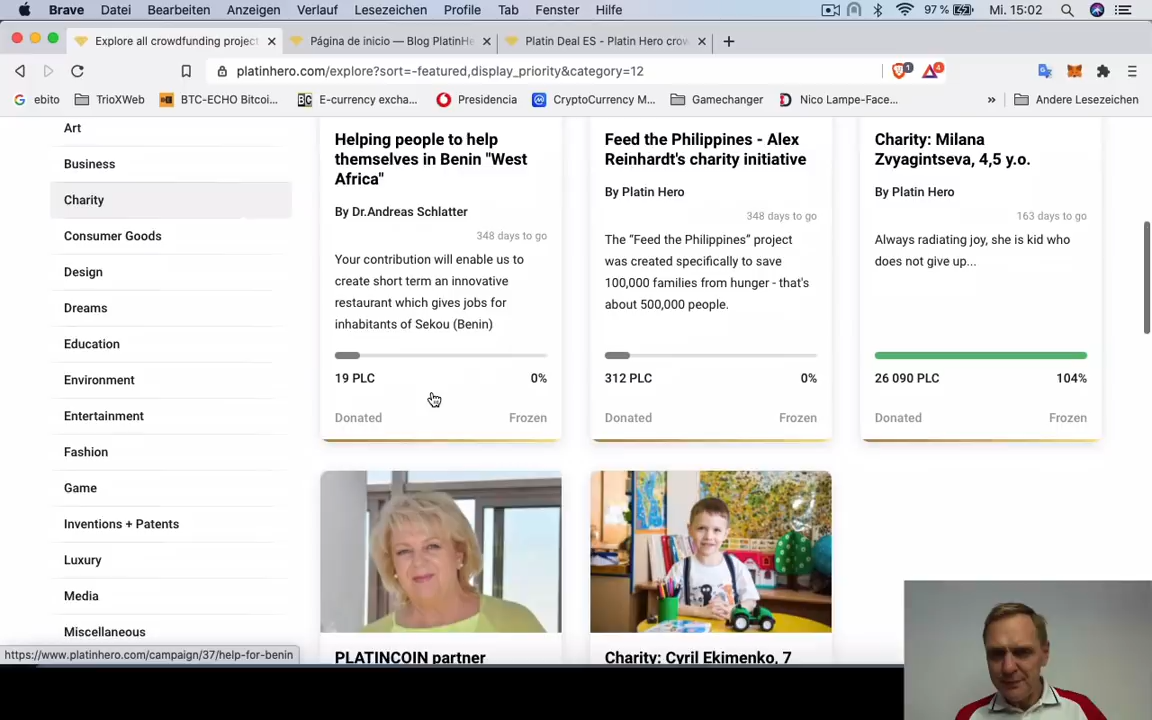 Brave Datei Bearbeiten Anzeigen Verlauf Lesezeichen Profile Tab Fenster Hilfe 97 % Mi. 15:02
Explore all crowdfunding project
Página de inicio — Blog PlatinHe
Platin Deal ES - Platin Hero crow
platinhero.com/explore?sort=-featured,display_priority&category=12
1
4
G ebito TrioXWeb BTC-ECHO Bitcoi... BC E-currency excha... Presidencia CryptoCurrency M... Gamechanger Nico Lampe-Face... » Andere Lesezeichen
Art
Business
Charity
Consumer Goods
Design
Dreams
Education
Environment
Entertainment
Fashion
Game
Inventions + Patents
Luxury
Media
Miscellaneous
Helping people to help
themselves in Benin "West
Africa"
By Dr.Andreas Schlatter
348 days to go
Your contribution will enable us to
create short term an innovative
restaurant which gives jobs for
inhabitants of Sekou (Benin)
19 PLC 0%
Donated Frozen
Feed the Philippines - Alex
Reinhardt's charity initiative
By Platin Hero
348 days to go
The “Feed the Philippines” project
was created specifically to save
100,000 families from hunger - that's
about 500,000 people.
312 PLC 0%
Donated Frozen
Charity: Milana
Zvyagintseva, 4,5 y.o.
By Platin Hero
163 days to go
Always radiating joy, she is kid who
does not give up...
26 090 PLC 104%
Donated Frozen
PLATINCOIN partner
Charity: Cyril Ekimenko, 7
https://www.platinhero.com/campaign/37/help-for-benin